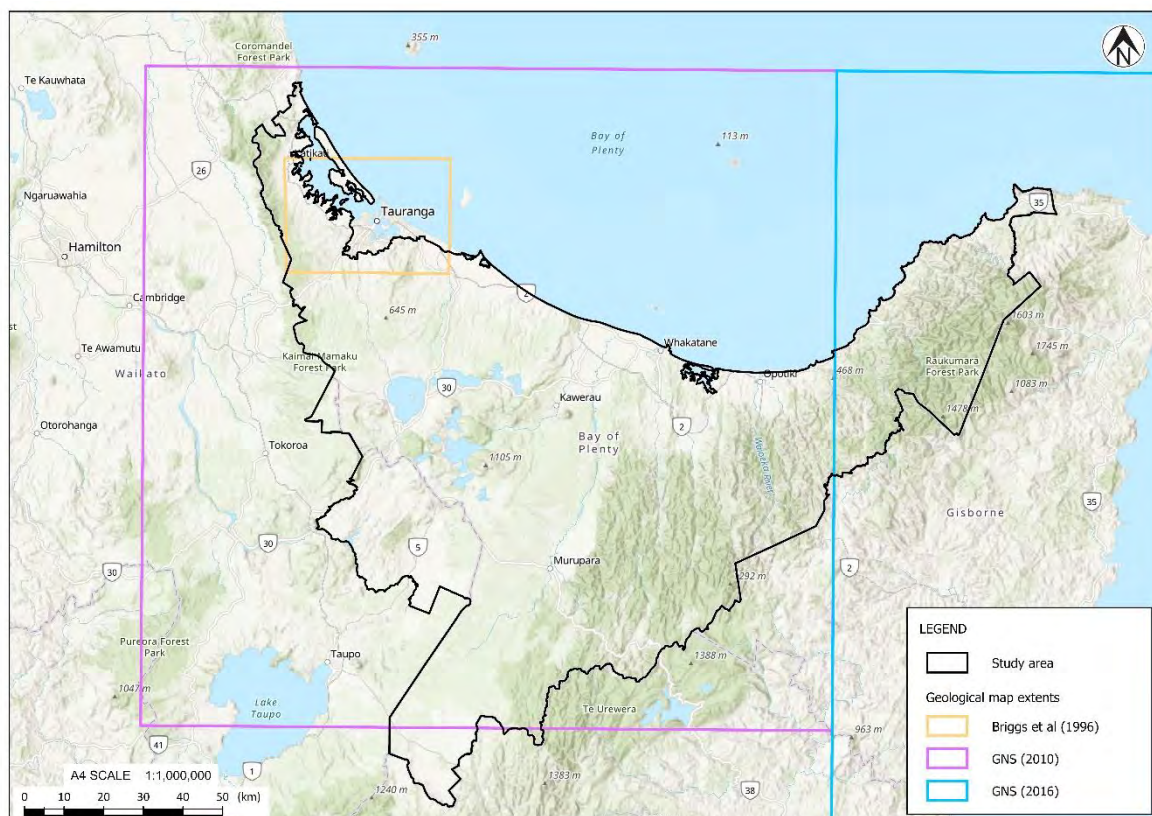 Coromandel
Forest Park
355 m
N
Te Kauwhata
Bay of
Plenty
113 m
26
Ngaruawahia
Tauranga
35
Hamilton
Cambridge
2
645 m
Te Awamutu
Waikato
Kaimai Mamaku
Forest Park
Whakatane
1603 m
1745 m
Raukumara
Forest Park
468 m
1083 m
30
Kawerau
Opotiki
1478 m
Otorohanga
2
Bay of
Plenty
Tokoroa
1105 m
Waioeka River
35
Gisborne
30
5
Murupara
30
292 m
2
Pureora Forest
Park
Taupo
1388 m
1047 m
Lake
Taupo
Te Urewera
963 m
41
1
1383 m
1240 m
38
A4 SCALE 1:1,000,000
0 10 20 30 40 50 (km)
LEGEND
Study area
Geological map extents
Briggs et al (1996)
GNS (2010)
GNS (2016)